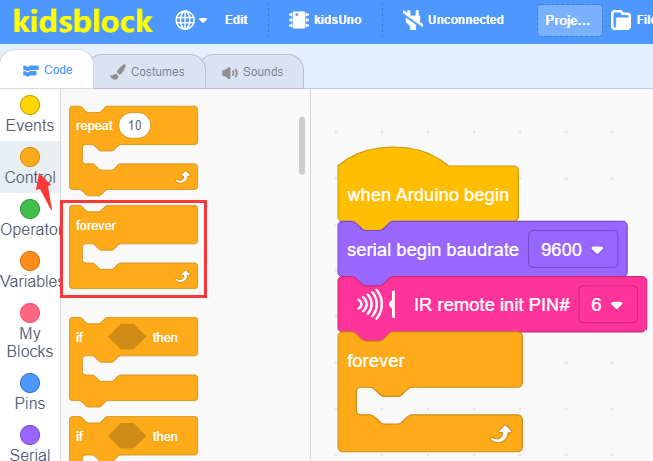 kidsblock
Edit
kidsUno
Unconnected
Proje...
File
Code
Costumes
Sounds
Events
Control
Operator
Variables
My
Blocks
Pins
Serial
repeat 10
forever
if then
if then
when Arduino begin
serial begin baudrate 9600
IR remote init PIN# 6
forever